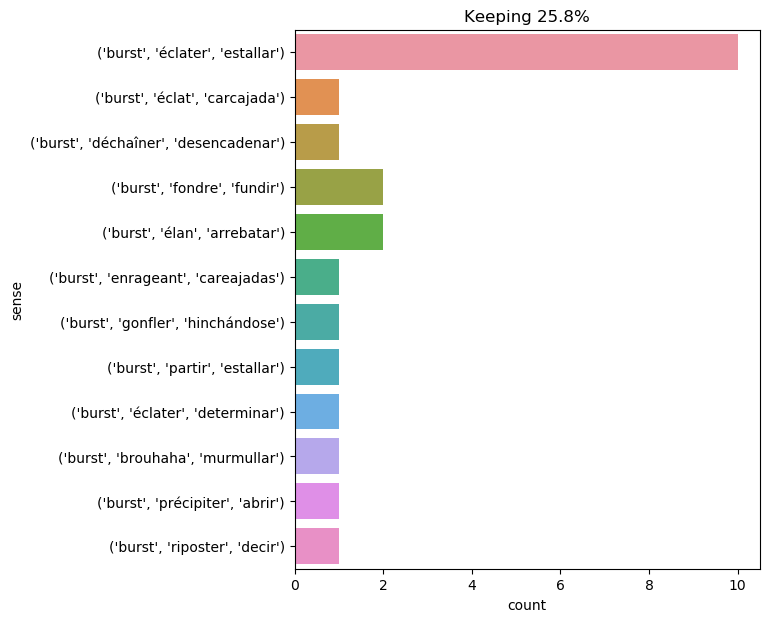 Keeping 25.8%
('burst', 'éclater', 'estallar')
('burst', 'éclat', 'carcajada')
('burst', 'déchaîner', 'desencadenar')
('burst', 'fondre', 'fundir')
('burst', 'élan', 'arrebatar')
('burst', 'enrageant', 'careajadas')
('burst', 'gonfler', 'hinchándose')
('burst', 'partir', 'estallar')
('burst', 'éclater', 'determinar')
('burst', 'brouhaha', 'murmullar')
('burst', 'précipiter', 'abrir')
('burst', 'riposter', 'decir')
sense
0 2 4 6 8 10
count